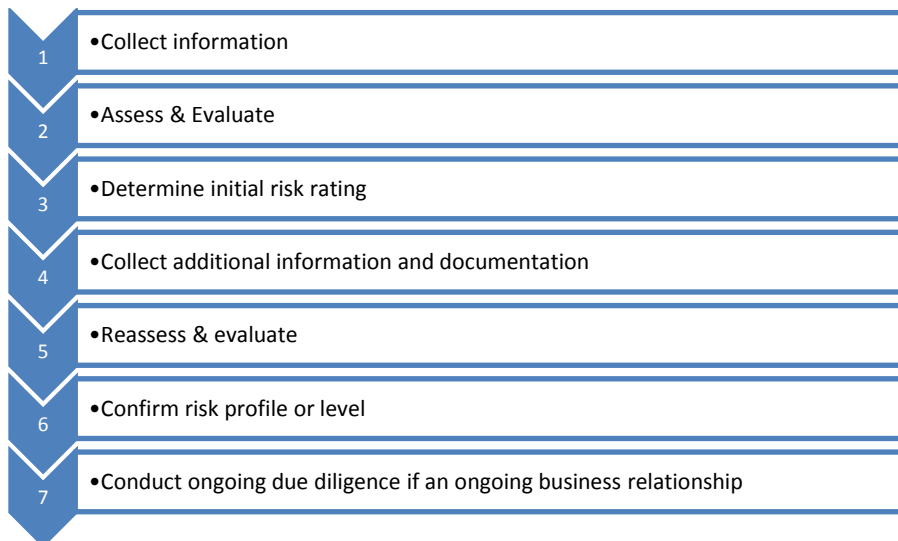 1
•Collect information
2
•Assess & Evaluate
3
•Determine initial risk rating
4
•Collect additional information and documentation
5
•Reassess & evaluate
6
•Confirm risk profile or level
7
•Conduct ongoing due diligence if an ongoing business relationship